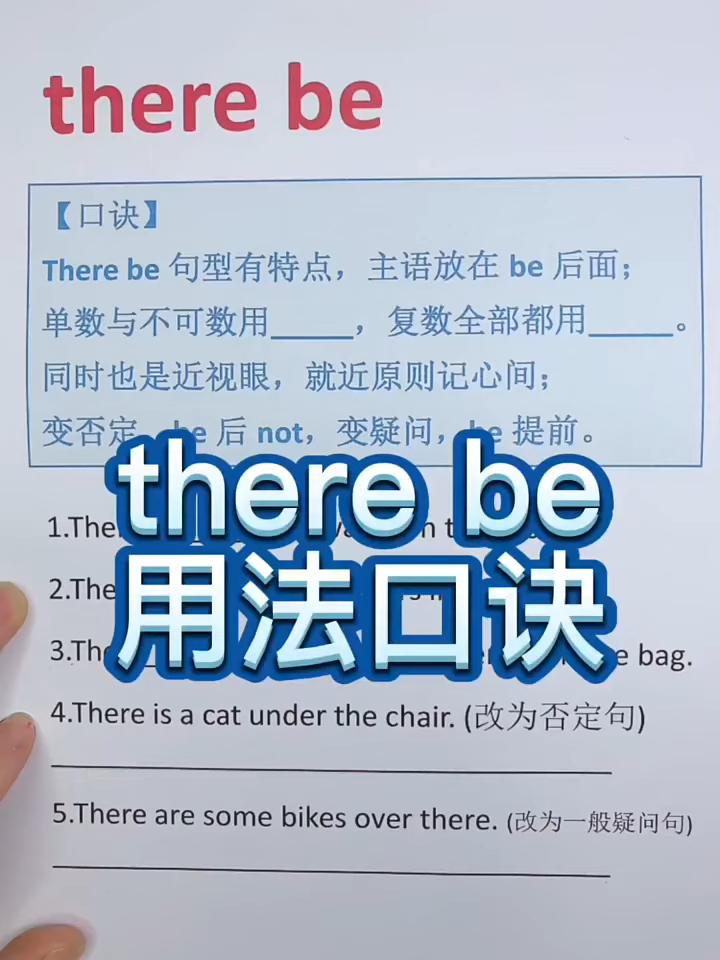 there be
【口诀】
There be 句型有特点，主语放在 be 后面；
单数与不可数用_____，复数全部都用_____。
同时也是近视眼，就近原则记心间；
变否定，be 后 not，变疑问，be 提前。
there be
用法口诀
1.The
2.The
3.The
e bag.
4.There is a cat under the chair. (改为否定句)
5.There are some bikes over there. (改为一般疑问句)